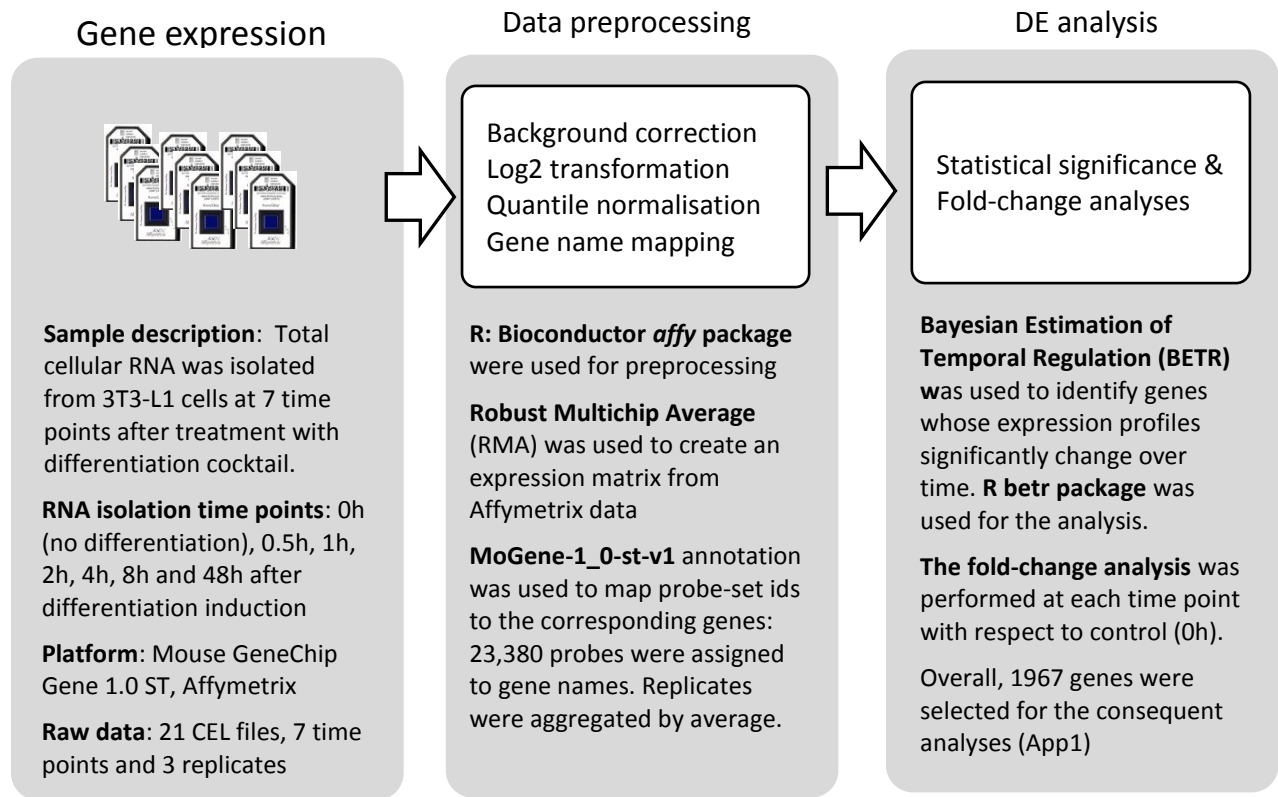 Gene expression
Sample description: Total
cellular RNA was isolated
from 3T3-L1 cells at 7 time
points after treatment with
differentiation cocktail.
RNA isolation time points: 0h
(no differentiation), 0.5h, 1h,
2h, 4h, 8h and 48h after
differentiation induction
Platform: Mouse GeneChip
Gene 1.0 ST, Affymetrix
Raw data: 21 CEL files, 7 time
points and 3 replicates
Data preprocessing
Background correction
Log2 transformation
Quantile normalisation
Gene name mapping
R: Bioconductor affy package
were used for preprocessing
Robust Multichip Average
(RMA) was used to create an
expression matrix from
Affymetrix data
MoGene-1_0-st-v1 annotation
was used to map probe-set ids
to the corresponding genes:
23,380 probes were assigned
to gene names. Replicates
were aggregated by average.
DE analysis
Statistical significance &
Fold-change analyses
Bayesian Estimation of
Temporal Regulation (BETR)
was used to identify genes
whose expression profiles
significantly change over
time. R betr package was
used for the analysis.
The fold-change analysis was
performed at each time point
with respect to control (0h).
Overall, 1967 genes were
selected for the consequent
analyses (App1)